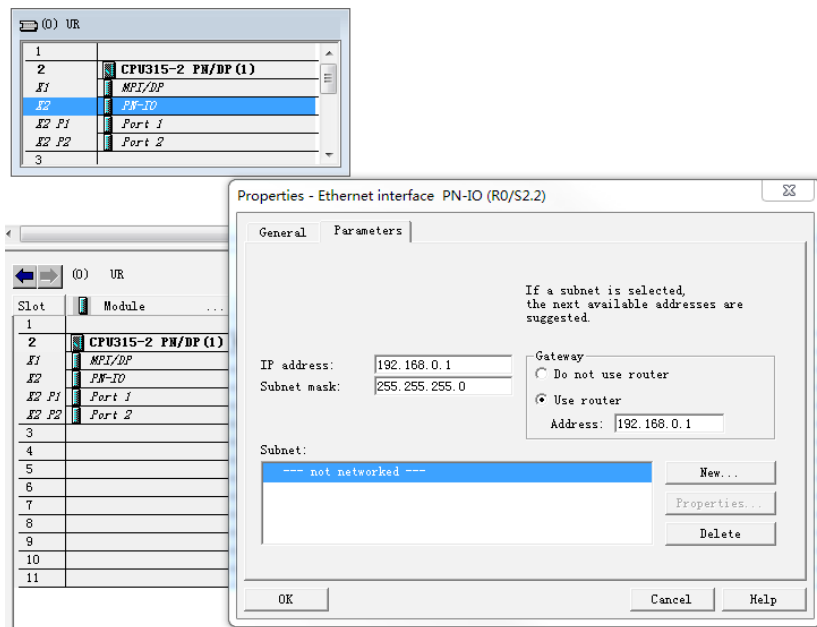 (0) UR
1
2 CPU315-2 PN/DP(1)
X1 MPI/DP
X2 PN-IO
X2 P1 Port 1
X2 P2 Port 2
3
Properties - Ethernet interface PN-IO (R0/S2.2)
General Parameters
If a subnet is selected,
the next available addresses are
suggested.
IP address: 192.168.0.1
Subnet mask: 255.255.255.0
Gateway
Do not use router
Use router
Address: 192.168.0.1
Subnet:
--- not networked ---
New...
Properties...
Delete
OK Cancel Help
(0) UR
Slot Module ...
1
2 CPU315-2 PN/DP(1)
X1 MPI/DP
X2 PN-IO
X2 P1 Port 1
X2 P2 Port 2
3
4
5
6
7
8
9
10
11